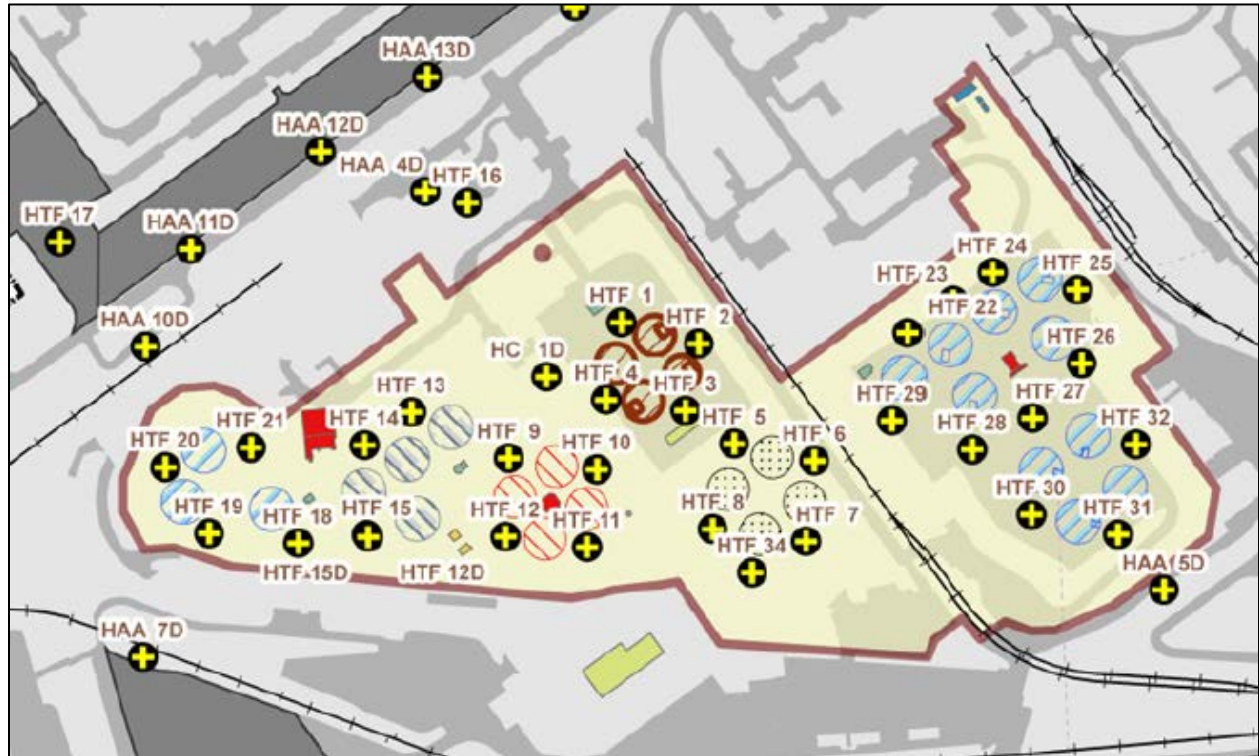 HAA 13D
HAA 12D
HAA 4D
HTF 16
HTF 17
HAA 11D
HTF 24
HTF 23
HTF 25
HTF 1
HTF 22
HTF 2
HAA 10D
HC 1D
HTF 26
HTF 4
HTF 3
HTF 13
HTF 27
HTF 29
HTF 5
HTF 14
HTF 21
HTF 6
HTF 32
HTF 28
HTF 9
HTF 10
HTF 20
HTF 30
HTF 19
HTF 18
HTF 15
HTF 12
HTF 11
HTF 8
HTF 7
HTF 31
HTF 34
HTF 15D
HTF 12D
HAA 5D
HAA 7D